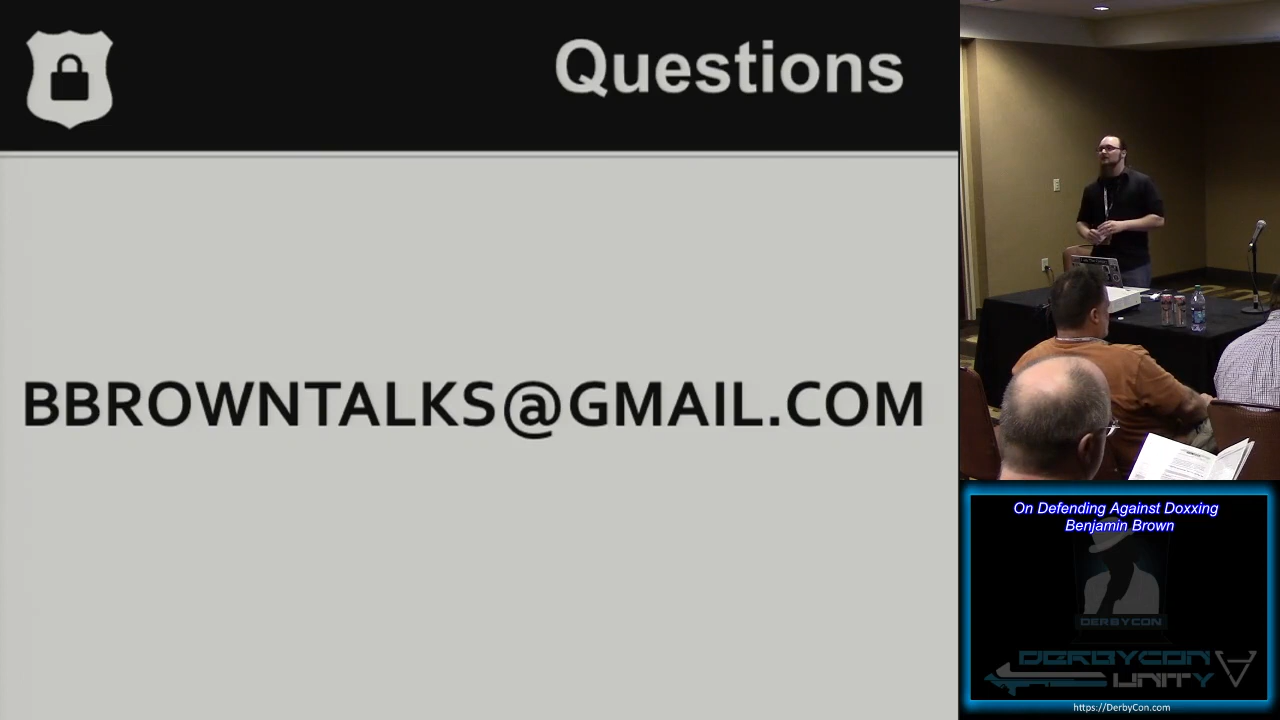 Questions
BBROWNTALKS@GMAIL.COM
On Defending Against Doxxing
Benjamin Brown
DERBYCON
DERBYCON
UNITY
https://DerbyCon.com